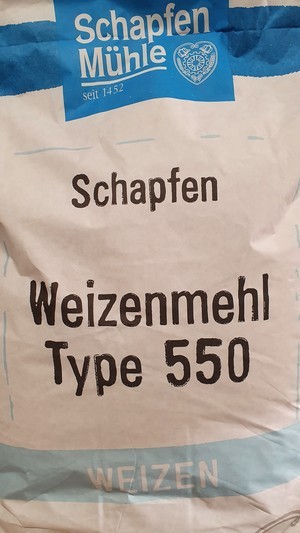 Schapfen
Mühle
seit 1452
Schapfen
Weizenmehl
Type 550
WEIZEN